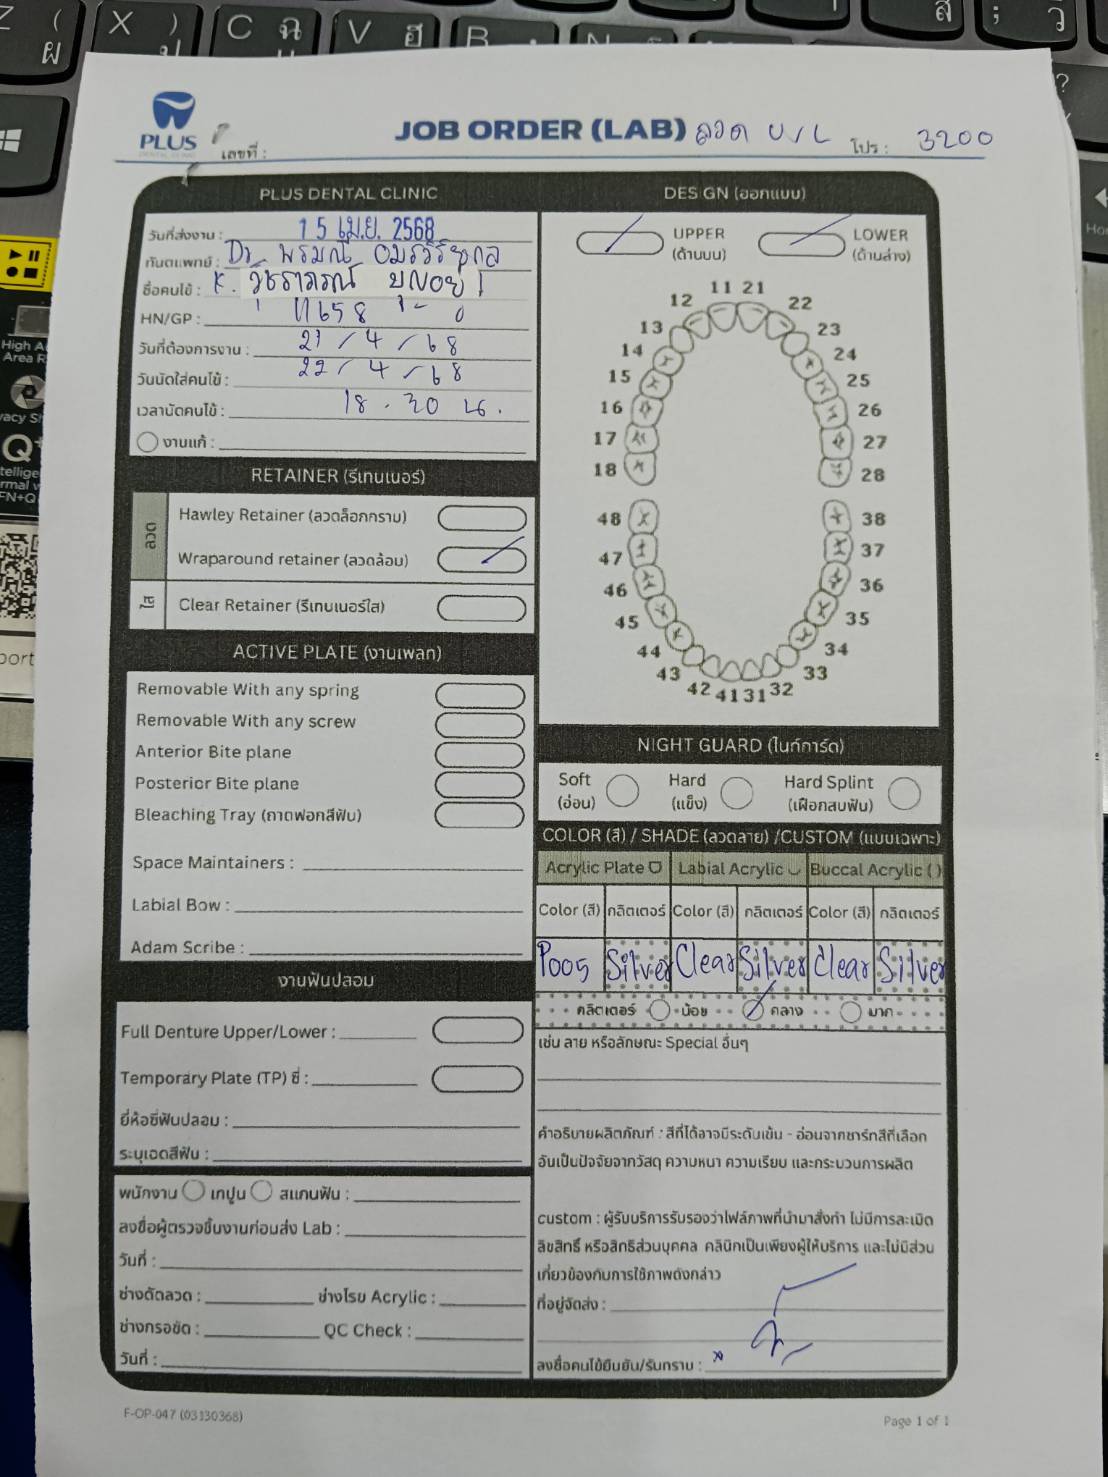 PLUS
DENTAL CLINIC
เลขที่ :
JOB ORDER (LAB) ลวด U/L โปร : 3200
PLUS DENTAL CLINIC
วันที่ส่งงาน : 15 เม.ย. 2568
ทันตแพทย์ : Dr. พรมณี
ชื่อคนไข้ : K. วัชราภรณ์
HN/GP : 11658
วันที่ต้องการงาน : 21/4/68
วันนัดใส่คนไข้ : 22/4/68
เวลานัดคนไข้ : 18.30 น.
งานแก้ :
RETAINER (รีเทนเนอร์)
ลวด
Hawley Retainer (ลวดล็อกกราม)
Wraparound retainer (ลวดล้อม)
ใส
Clear Retainer (รีเทนเนอร์ใส)
ACTIVE PLATE (งานเพลท)
Removable With any spring
Removable With any screw
Anterior Bite plane
Posterior Bite plane
Bleaching Tray (ถาดฟอกสีฟัน)
Space Maintainers :
Labial Bow :
Adam Scribe :
งานฟันปลอม
Full Denture Upper/Lower :
Temporary Plate (TP) ซี่ :
ยี่ห้อซี่ฟันปลอม :
ระบุเฉดสีฟัน :
พนักงาน เทปูน สแกนฟัน :
ลงชื่อผู้ตรวจชิ้นงานก่อนส่ง Lab :
วันที่ :
ช่างดัดลวด : ช่างโรย Acrylic :
ช่างกรอขัด : QC Check :
วันที่ :
DESIGN (ออกแบบ)
UPPER
(ด้านบน)
LOWER
(ด้านล่าง)
11 21
12 22
13 23
14 24
15 25
16 26
17 27
18 28
48 38
47 37
46 36
45 35
44 34
43 33
42 41 31 32
NIGHT GUARD (ไนท์การ์ด)
Soft
(อ่อน)
Hard
(แข็ง)
Hard Splint
(เฝือกสบฟัน)
COLOR (สี) / SHADE (ลวดลาย) /CUSTOM (แบบเฉพาะ)
Acrylic Plate Labial Acrylic Buccal Acrylic ( )
Color (สี) กลิตเตอร์ Color (สี) กลิตเตอร์ Color (สี) กลิตเตอร์
P005 Silver Clear Silver Clear Silver
กลิตเตอร์ น้อย กลาง มาก
เช่น ลาย หรือลักษณะ Special อื่นๆ
คำอธิบายผลิตภัณฑ์ : สีที่ได้อาจมีระดับเข้ม - อ่อนจากชาร์ทสีที่เลือก
อันเป็นปัจจัยจากวัสดุ ความหนา ความเรียบ และกระบวนการผลิต
custom : ผู้รับบริการรับรองว่าไฟล์ภาพที่นำมาสั่งทำ ไม่มีการละเมิด
ลิขสิทธิ์ หรือสิทธิส่วนบุคคล คลินิกเป็นเพียงผู้ให้บริการ และไม่มีส่วน
เกี่ยวข้องกับการใช้ภาพดังกล่าว
ที่อยู่จัดส่ง :
ลงชื่อคนไข้ยืนยัน/รับทราบ :
F-OP-047 (03130368)
Page 1 of 1